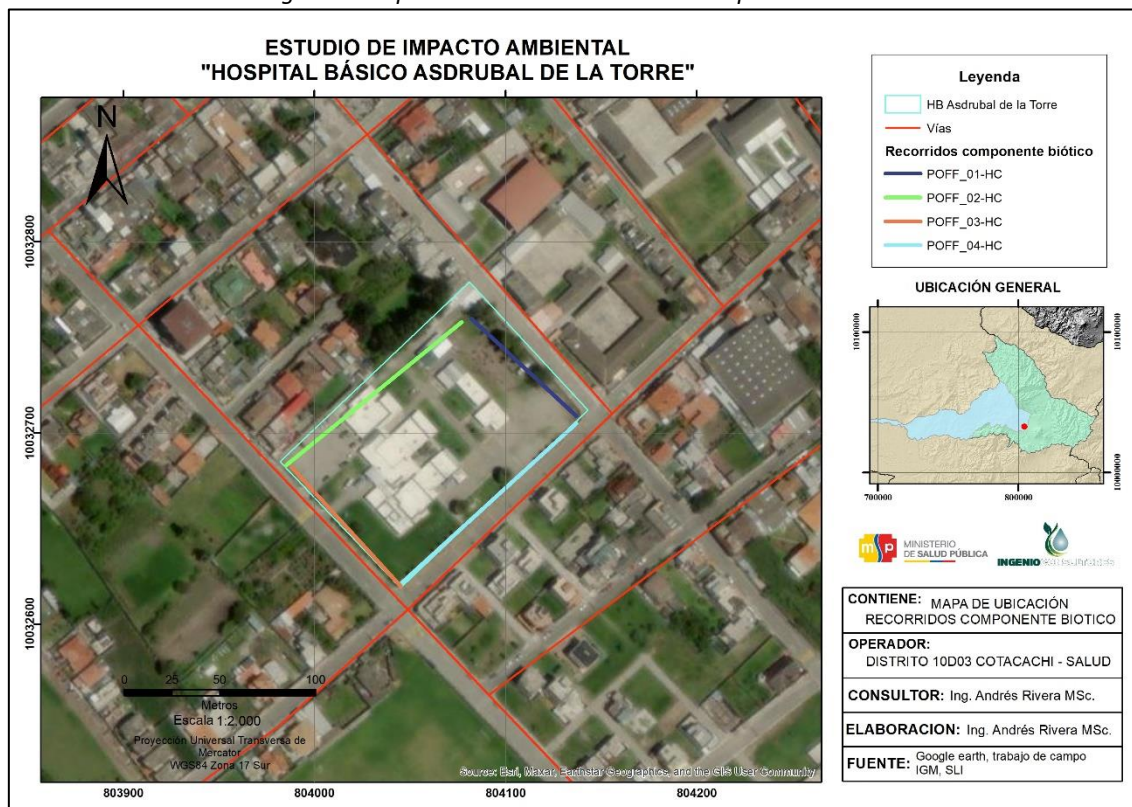 ESTUDIO DE IMPACTO AMBIENTAL
"HOSPITAL BÁSICO ASDRUBAL DE LA TORRE"
N
10032800
10032700
10032600
803900
804000
804100
804200
0 25 50 100
Metros
Escala 1:2.000
Proyección Universal Transversa de
Mercator
WGS84 Zona 17 Sur
Source: Esri, Maxar, Earthstar Geographics, and the GIS User Community
Leyenda
HB Asdrubal de la Torre
Vías
Recorridos componente biótico
POFF_01-HC
POFF_02-HC
POFF_03-HC
POFF_04-HC
UBICACIÓN GENERAL
10100000
10100000
10000000
700000
800000
msp
MINISTERIO
DE SALUD PÚBLICA
INGENIO
CONTIENE: MAPA DE UBICACIÓN
RECORRIDOS COMPONENTE BIOTICO
OPERADOR:
DISTRITO 10D03 COTACACHI - SALUD
CONSULTOR: Ing. Andrés Rivera MSc.
ELABORACION: Ing. Andrés Rivera MSc.
FUENTE: Google earth, trabajo de campo
IGM, SLI